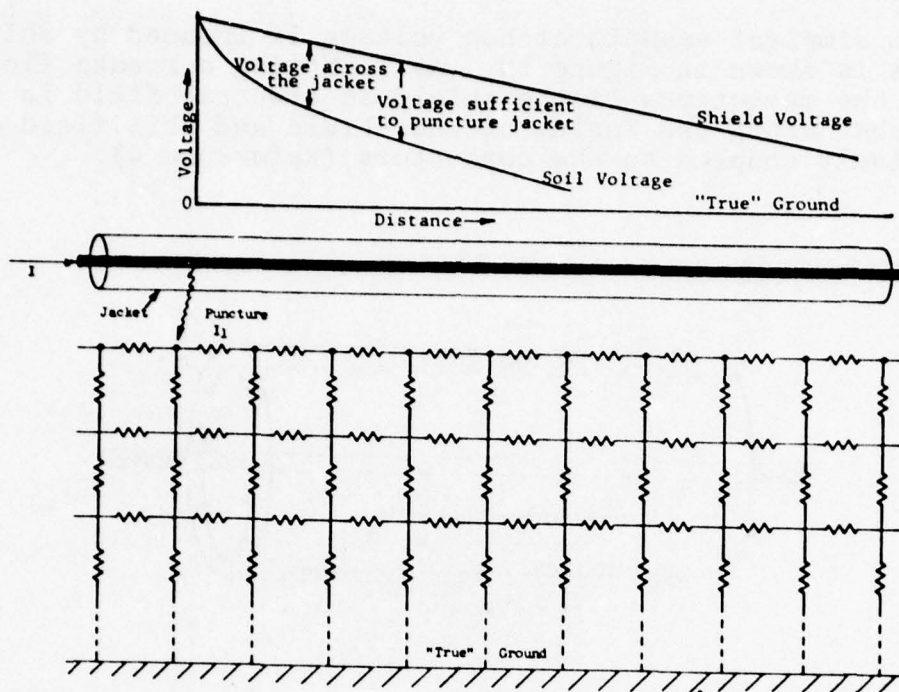 Voltage across
the jacket
Voltage sufficient
to puncture jacket
Shield Voltage
Voltage
Soil Voltage
0
"True" Ground
Distance
I
Jacket
Puncture
I1
"True" Ground